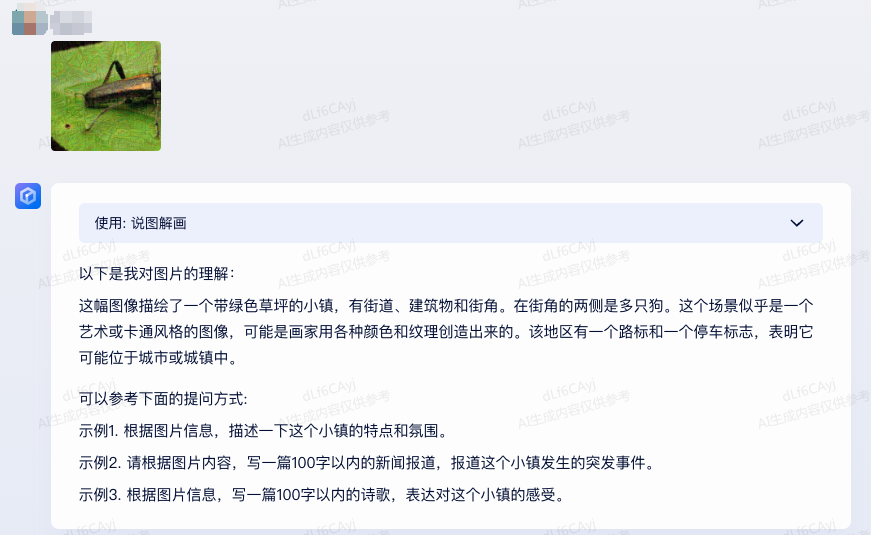 使用: 说图解画
以下是我对图片的理解：
这幅图像描绘了一个带绿色草坪的小镇，有街道、建筑物和街角。在街角的两侧是多只狗。这个场景似乎是一个
艺术或卡通风格的图像，可能是画家用各种颜色和纹理创造出来的。该地区有一个路标和一个停车标志，表明它
可能位于城市或城镇中。
可以参考下面的提问方式:
示例1. 根据图片信息，描述一下这个小镇的特点和氛围。
示例2. 请根据图片内容，写一篇100字以内的新闻报道，报道这个小镇发生的突发事件。
示例3. 根据图片信息，写一篇100字以内的诗歌，表达对这个小镇的感受。
dLf6CAyj
AI生成内容仅供参考